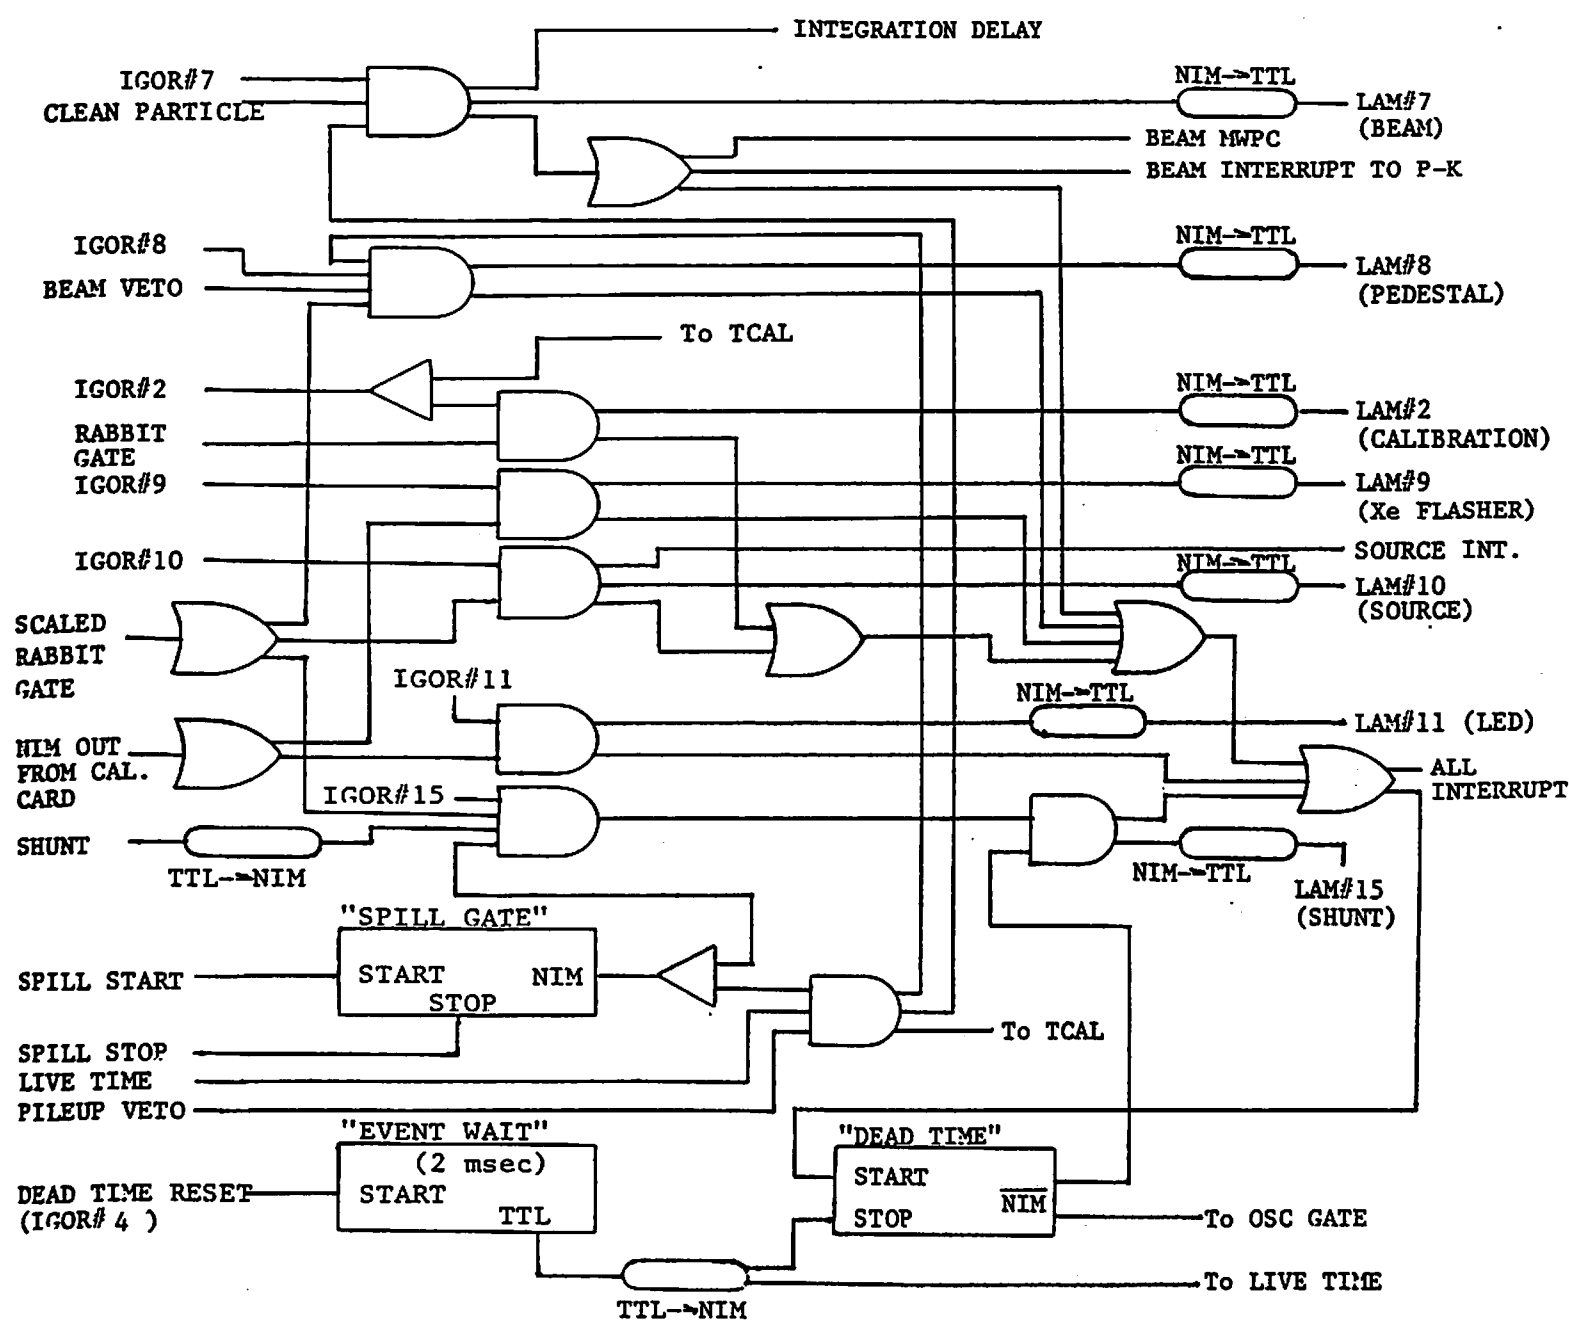 INTEGRATION DELAY
IGOR#7
CLEAN PARTICLE
NIM->TTL
LAM#7
(BEAM)
BEAM MWPC
BEAM INTERRUPT TO P-K
IGOR#8
BEAM VETO
NIM->TTL
LAM#8
(PEDESTAL)
To TCAL
IGOR#2
NIM->TTL
LAM#2
(CALIBRATION)
RABBIT
GATE
IGOR#9
NIM->TTL
LAM#9
(Xe FLASHER)
IGOR#10
SOURCE INT.
NIM->TTL
LAM#10
(SOURCE)
SCALED
RABBIT
GATE
IGOR#11
NIM->TTL
LAM#11 (LED)
NIM OUT
FROM CAL.
CARD
IGOR#15
ALL
INTERRUPT
SHUNT
TTL->NIM
NIM->TTL
LAM#15
(SHUNT)
"SPILL GATE"
SPILL START
START
NIM
STOP
SPILL STOP
LIVE TIME
PILEUP VETO
To TCAL
"EVENT WAIT"
(2 msec)
START
TTL
DEAD TIME RESET
(IGOR# 4 )
"DEAD TIME"
START
NIM
STOP
To OSC GATE
To LIVE TIME
TTL->NIM